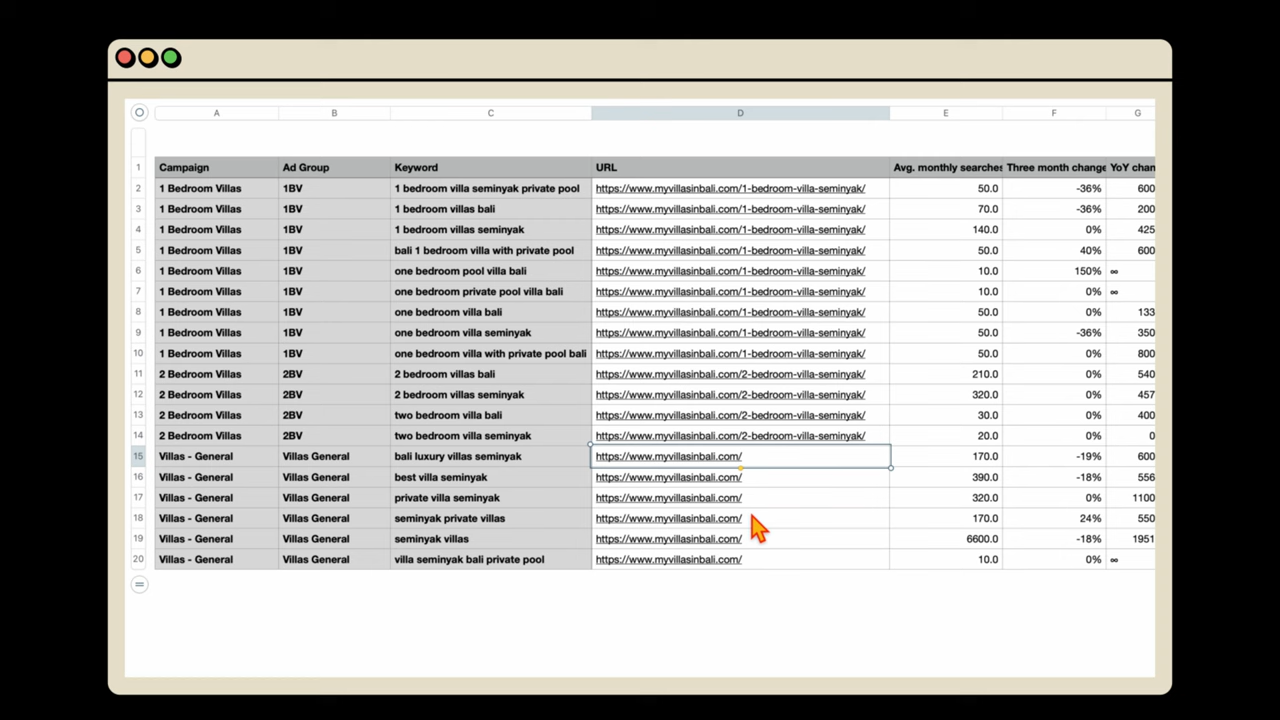 A B C D E F G
1 Campaign Ad Group Keyword URL Avg. monthly searches Three month change YoY chan
2 1 Bedroom Villas 1BV 1 bedroom villa seminyak private pool https://www.myvillasinbali.com/1-bedroom-villa-seminyak/ 50.0 -36% 600
3 1 Bedroom Villas 1BV 1 bedroom villas bali https://www.myvillasinbali.com/1-bedroom-villa-seminyak/ 70.0 -36% 200
4 1 Bedroom Villas 1BV 1 bedroom villas seminyak https://www.myvillasinbali.com/1-bedroom-villa-seminyak/ 140.0 0% 425
5 1 Bedroom Villas 1BV bali 1 bedroom villa with private pool https://www.myvillasinbali.com/1-bedroom-villa-seminyak/ 50.0 40% 600
6 1 Bedroom Villas 1BV one bedroom pool villa bali https://www.myvillasinbali.com/1-bedroom-villa-seminyak/ 10.0 150% ∞
7 1 Bedroom Villas 1BV one bedroom private pool villa bali https://www.myvillasinbali.com/1-bedroom-villa-seminyak/ 10.0 0% ∞
8 1 Bedroom Villas 1BV one bedroom villa bali https://www.myvillasinbali.com/1-bedroom-villa-seminyak/ 50.0 0% 133
9 1 Bedroom Villas 1BV one bedroom villa seminyak https://www.myvillasinbali.com/1-bedroom-villa-seminyak/ 50.0 -36% 350
10 1 Bedroom Villas 1BV one bedroom villa with private pool bali https://www.myvillasinbali.com/1-bedroom-villa-seminyak/ 50.0 0% 800
11 2 Bedroom Villas 2BV 2 bedroom villas bali https://www.myvillasinbali.com/2-bedroom-villa-seminyak/ 210.0 0% 540
12 2 Bedroom Villas 2BV 2 bedroom villas seminyak https://www.myvillasinbali.com/2-bedroom-villa-seminyak/ 320.0 0% 457
13 2 Bedroom Villas 2BV two bedroom villa bali https://www.myvillasinbali.com/2-bedroom-villa-seminyak/ 30.0 0% 400
14 2 Bedroom Villas 2BV two bedroom villa seminyak https://www.myvillasinbali.com/2-bedroom-villa-seminyak/ 20.0 0% 0
15 Villas - General Villas General bali luxury villas seminyak https://www.myvillasinbali.com/ 170.0 -19% 600
16 Villas - General Villas General best villa seminyak https://www.myvillasinbali.com/ 390.0 -18% 556
17 Villas - General Villas General private villa seminyak https://www.myvillasinbali.com/ 320.0 0% 1100
18 Villas - General Villas General seminyak private villas https://www.myvillasinbali.com/ 170.0 24% 550
19 Villas - General Villas General seminyak villas https://www.myvillasinbali.com/ 6600.0 -18% 1951
20 Villas - General Villas General villa seminyak bali private pool https://www.myvillasinbali.com/ 10.0 0% ∞